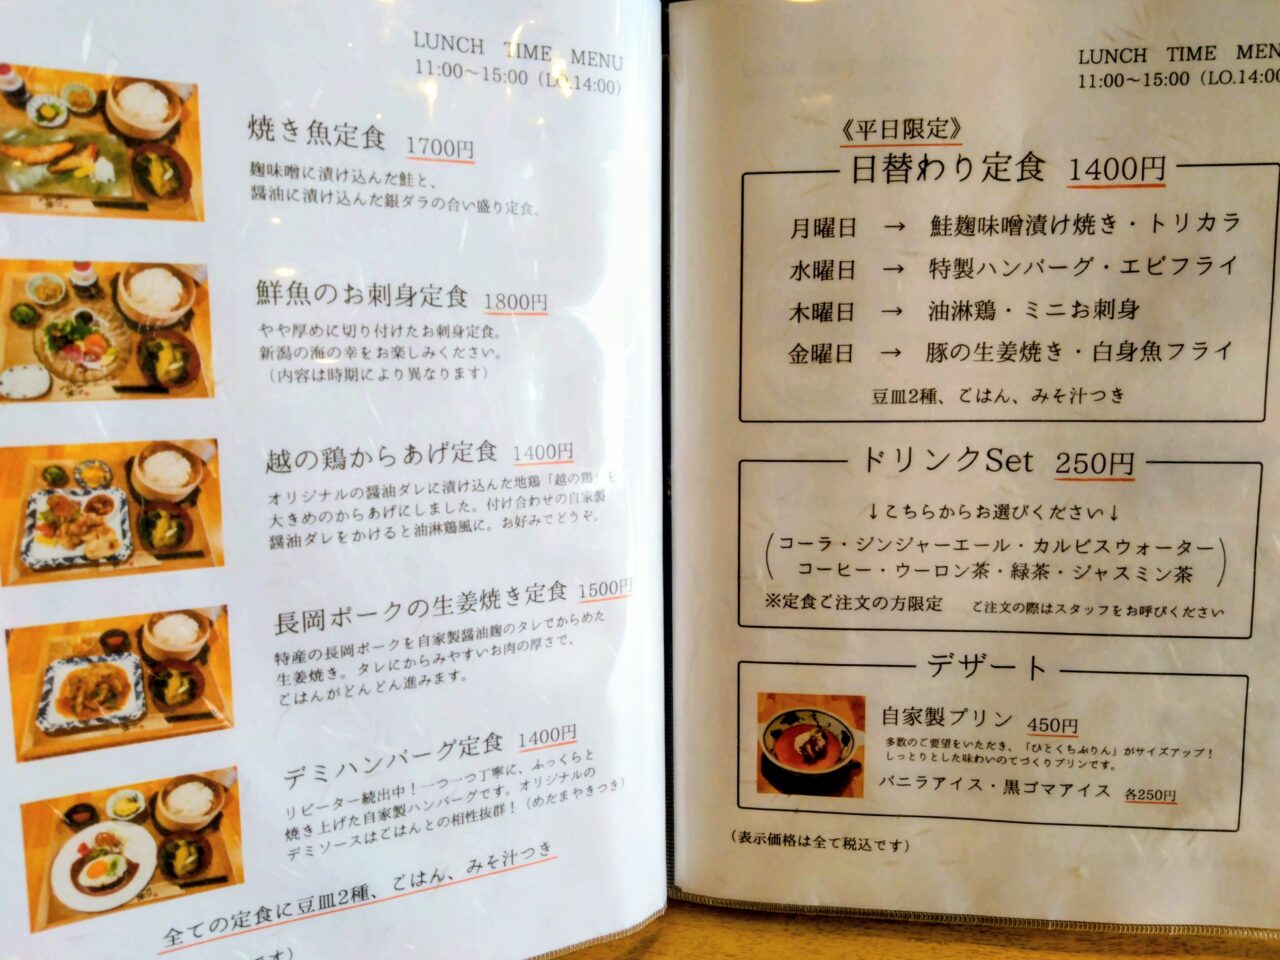 LUNCH TIME MENU
11:00～15:00（LO.14:00）
焼き魚定食 1700円
麹味噌に漬け込んだ鮭と、
醤油に漬け込んだ銀ダラの合い盛り定食。
鮮魚のお刺身定食 1800円
やや厚めに切り付けたお刺身定食。
新潟の海の幸をお楽しみください。
（内容は時期により異なります）
越の鶏からあげ定食 1400円
オリジナルの醤油ダレに漬け込んだ地鶏「越の鶏」を
大きめのからあげにしました。付け合わせの自家製
醤油ダレをかけると油淋鶏風に。お好みでどうぞ。
長岡ポークの生姜焼き定食 1500円
特産の長岡ポークを自家製醤油麹のタレでからめた
生姜焼き。タレにからみやすいお肉の厚さで、
ごはんがどんどん進みます。
デミハンバーグ定食 1400円
リピーター続出中！一つ一つ丁寧に、ふっくらと
焼き上げた自家製ハンバーグです。オリジナルの
デミソースはごはんとの相性抜群！（めだまやきつき）
全ての定食に豆皿2種、ごはん、みそ汁つき
です）
LUNCH TIME MEN
11:00～15:00（LO.14:00
《平日限定》
日替わり定食 1400円
月曜日 → 鮭麹味噌漬け焼き・トリカラ
水曜日 → 特製ハンバーグ・エビフライ
木曜日 → 油淋鶏・ミニお刺身
金曜日 → 豚の生姜焼き・白身魚フライ
豆皿2種、ごはん、みそ汁つき
ドリンクSet 250円
↓こちらからお選びください↓
（コーラ・ジンジャーエール・カルピスウォーター
コーヒー・ウーロン茶・緑茶・ジャスミン茶）
※定食ご注文の方限定 ご注文の際はスタッフをお呼びください
デザート
自家製プリン 450円
多数のご要望をいただき、「ひとくちぷりん」がサイズアップ！
しっとりとした味わいのてづくりプリンです。
バニラアイス・黒ゴマアイス 各250円
（表示価格は全て税込です）